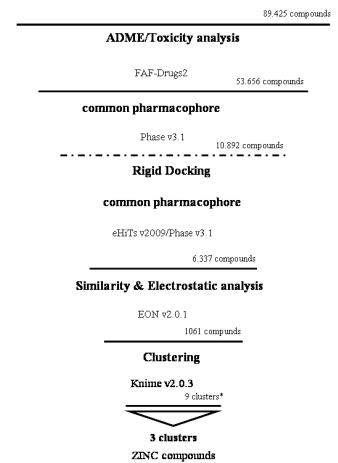 89.425 compounds
ADME/Toxicity analysis
FAF-Drugs2
53.656 compounds
common pharmacophore
Phase v3.1
10.892 compounds
Rigid Docking
common pharmacophore
eHiTs v2009/Phase v3.1
6.337 compounds
Similarity & Electrostatic analysis
EON v2.0.1
1061 compunds
Clustering
Knime v2.0.3
9 clusters*
3 clusters
ZINC compounds